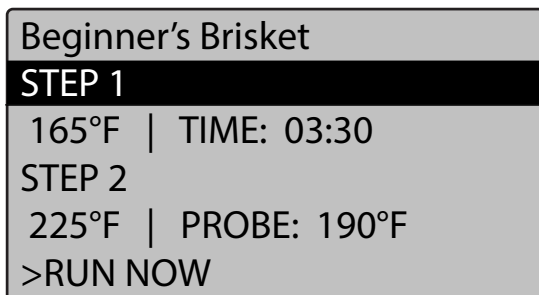 Beginner’s Brisket
STEP 1
165°F | TIME: 03:30
STEP 2
225°F | PROBE: 190°F
>RUN NOW